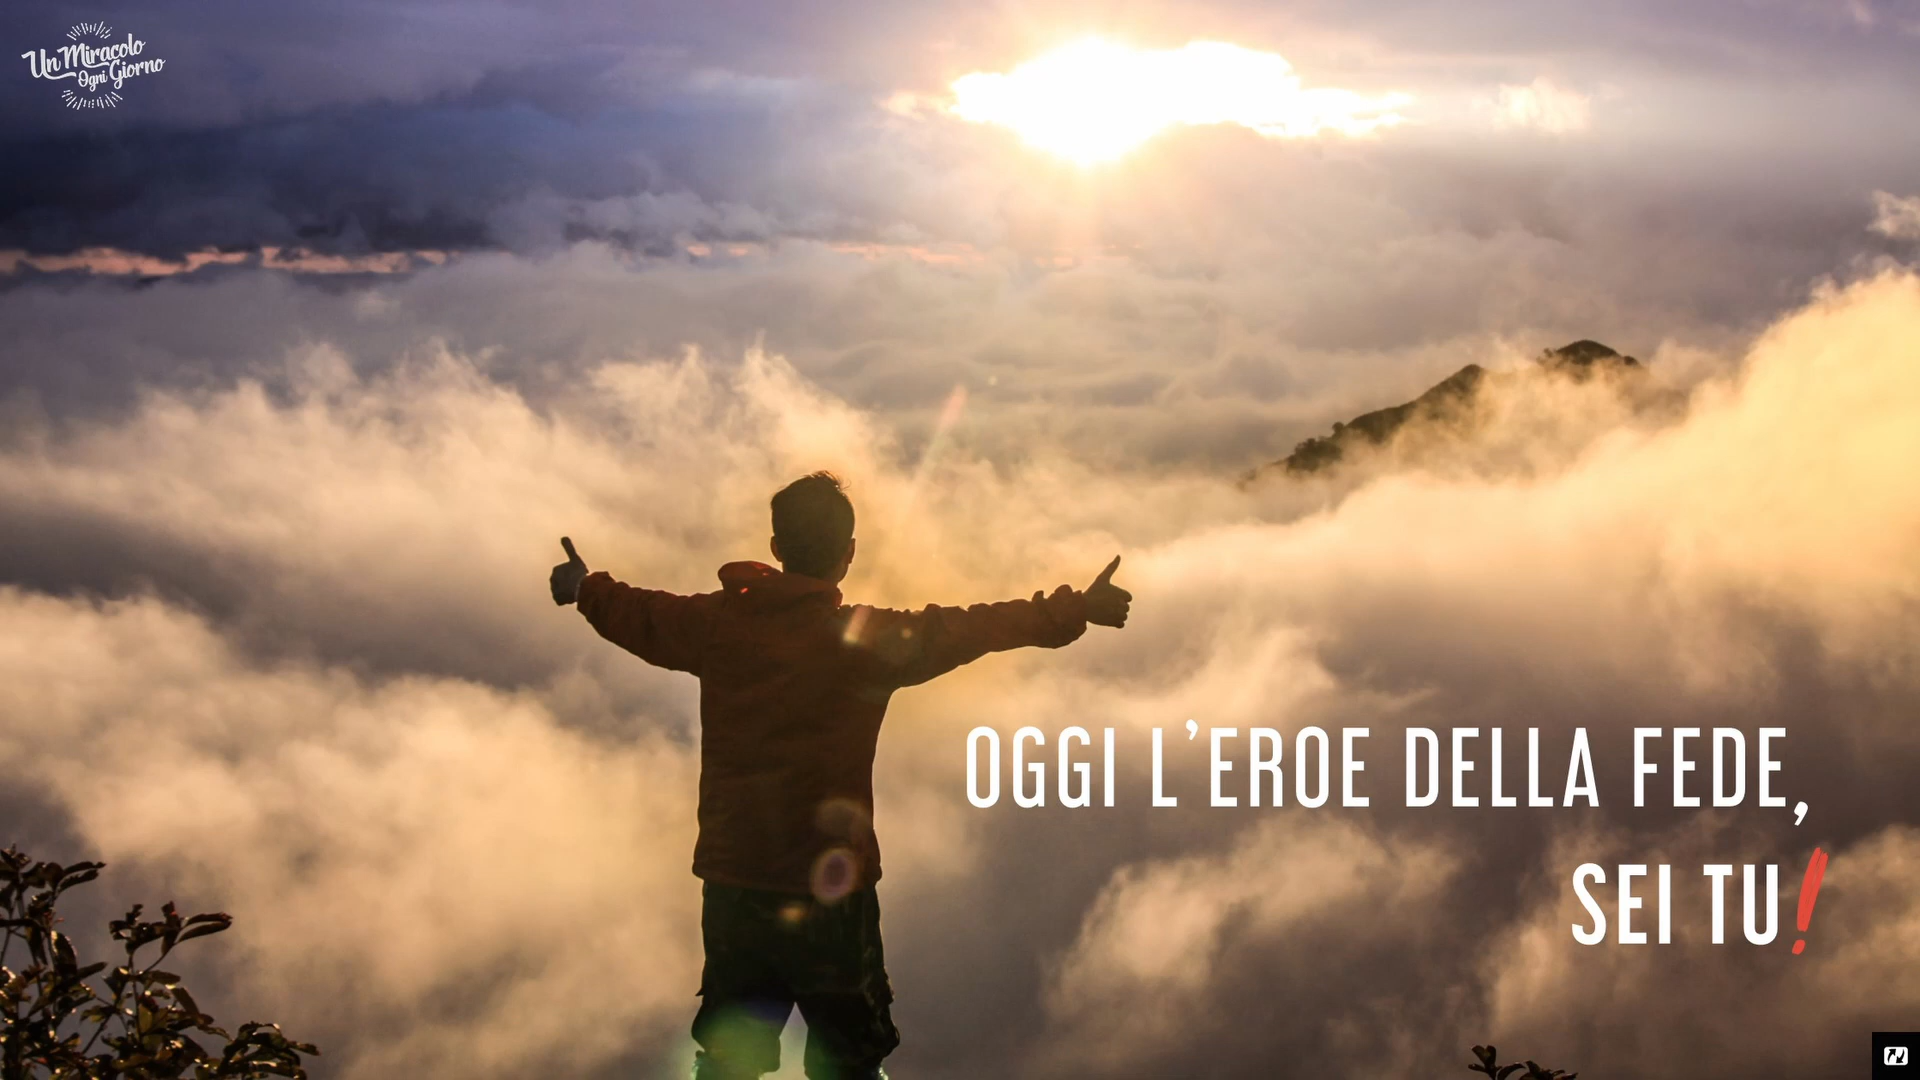 Un Miracolo
Ogni Giorno
OGGI L'EROE DELLA FEDE,
SEI TU!